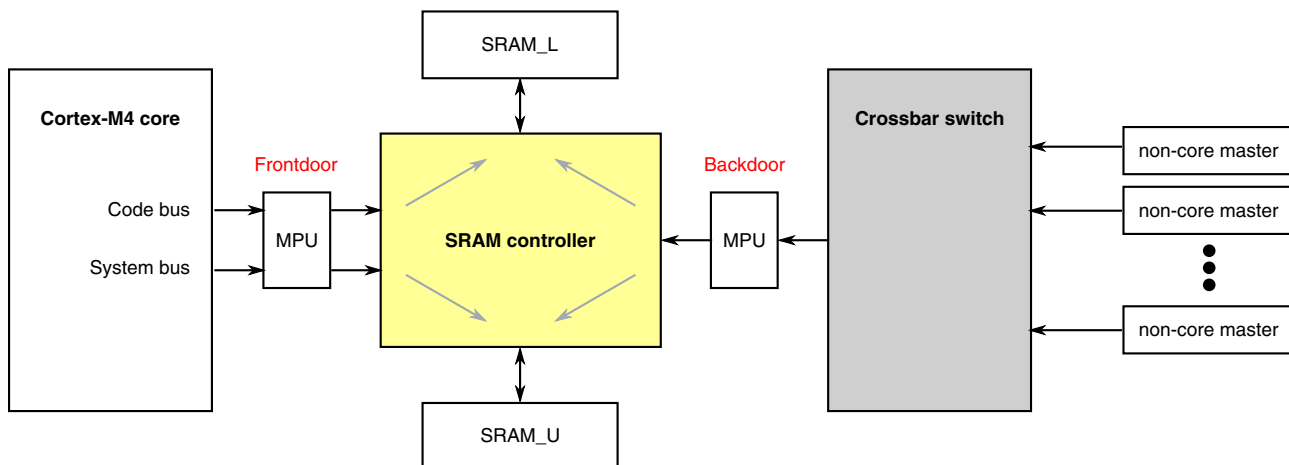 SRAM_L
Cortex-M4 core
Crossbar switch
Frontdoor
Backdoor
non-core master
Code bus
MPU
SRAM controller
MPU
non-core master
System bus
non-core master
SRAM_U